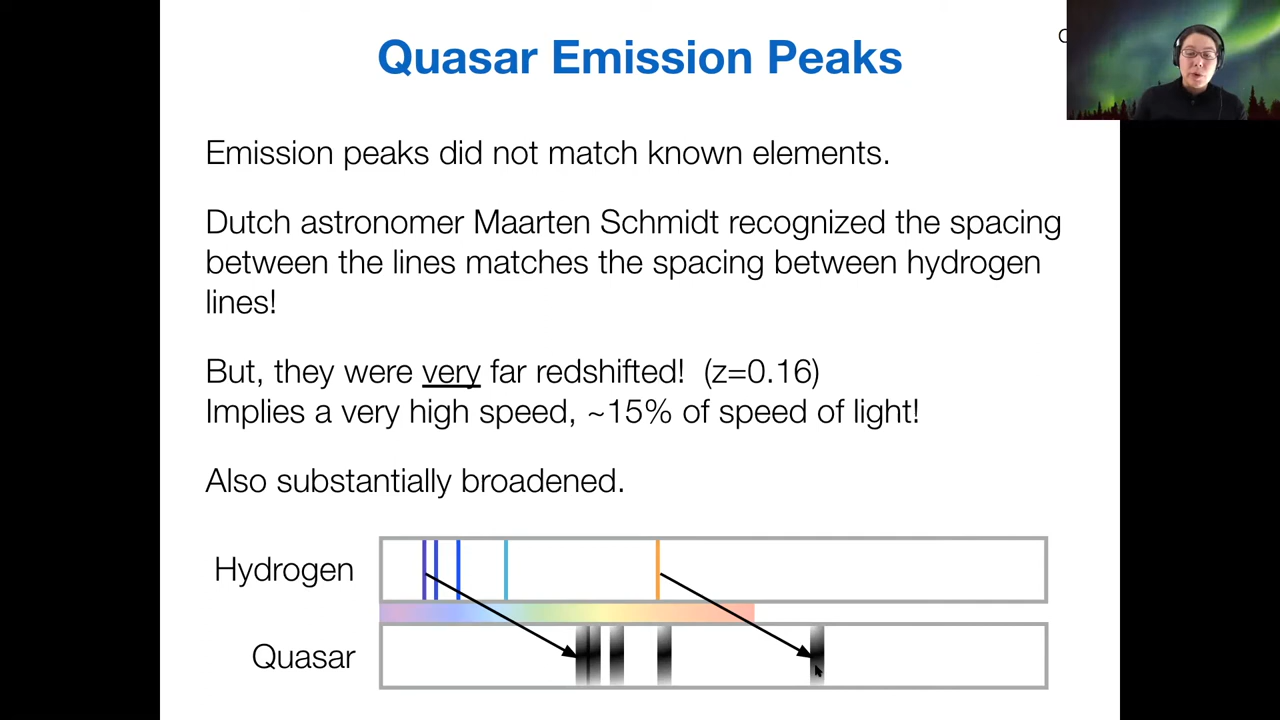 Quasar Emission Peaks
Emission peaks did not match known elements.
Dutch astronomer Maarten Schmidt recognized the spacing
between the lines matches the spacing between hydrogen
lines!
But, they were very far redshifted! (z=0.16)
Implies a very high speed, ~15% of speed of light!
Also substantially broadened.
Hydrogen
Quasar